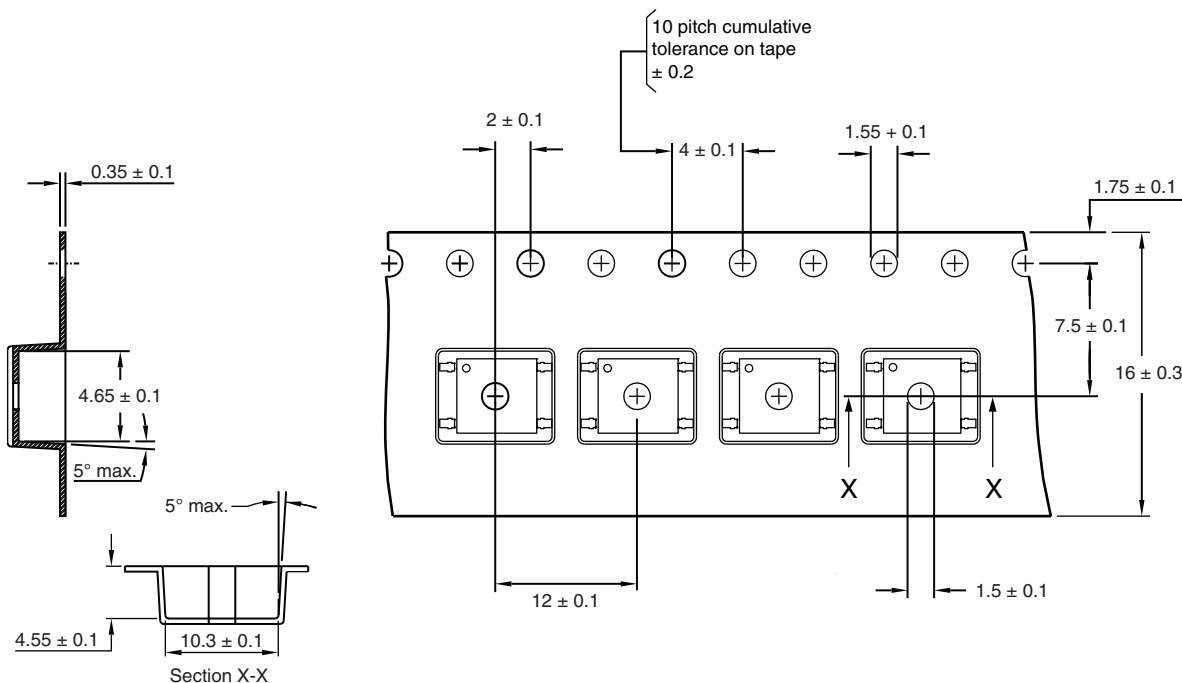 10 pitch cumulative
tolerance on tape
± 0.2
2 ± 0.1
4 ± 0.1
1.55 + 0.1
0.35 ± 0.1
1.75 ± 0.1
7.5 ± 0.1
16 ± 0.3
4.65 ± 0.1
5° max.
X
X
5° max.
12 ± 0.1
1.5 ± 0.1
4.55 ± 0.1
10.3 ± 0.1
Section X-X